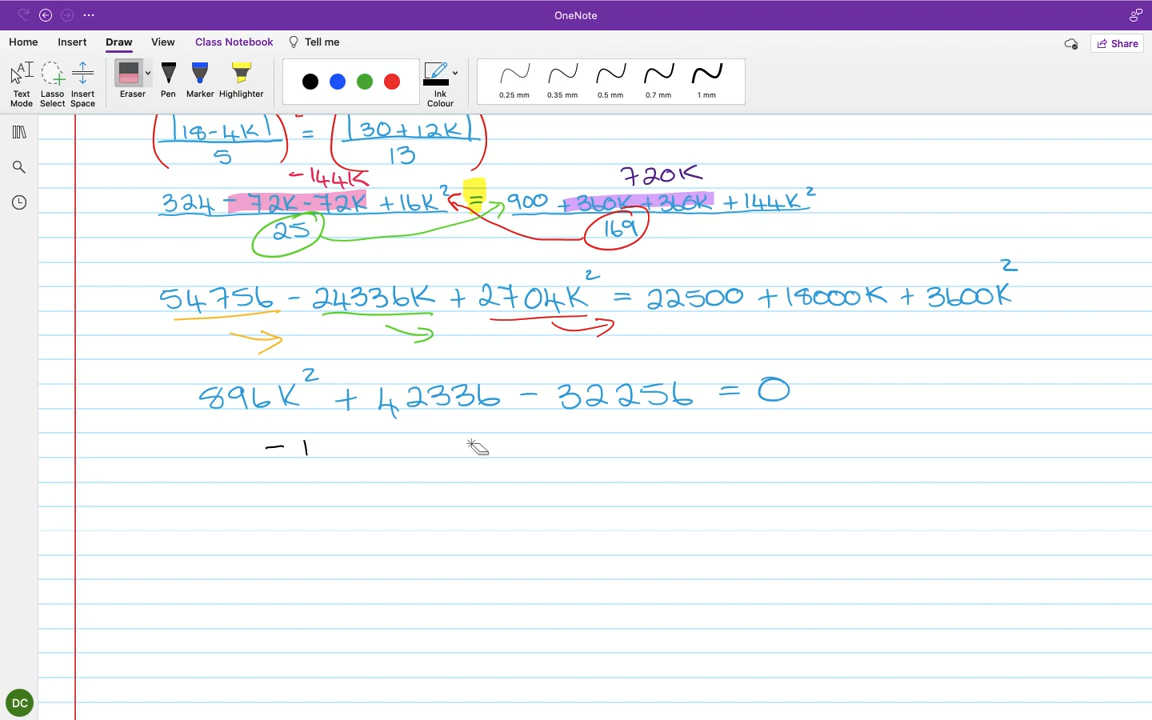 OneNote
Home Insert Draw View Class Notebook Tell me
Share
Text Mode Lasso Select Insert Space Eraser Pen Marker Highlighter Ink Colour 0.25 mm 0.35 mm 0.5 mm 0.7 mm 1 mm
(|18-4K|/5)² = (|30+12K|/13)
-144K 720K
324 - 72K - 72K + 16K² = 900 + 360K + 360K + 144K²
25 169
54756 - 24336K + 2704K² = 22500 + 18000K + 3600K²
896K² + 42336 - 32256 = 0
- 1
DC